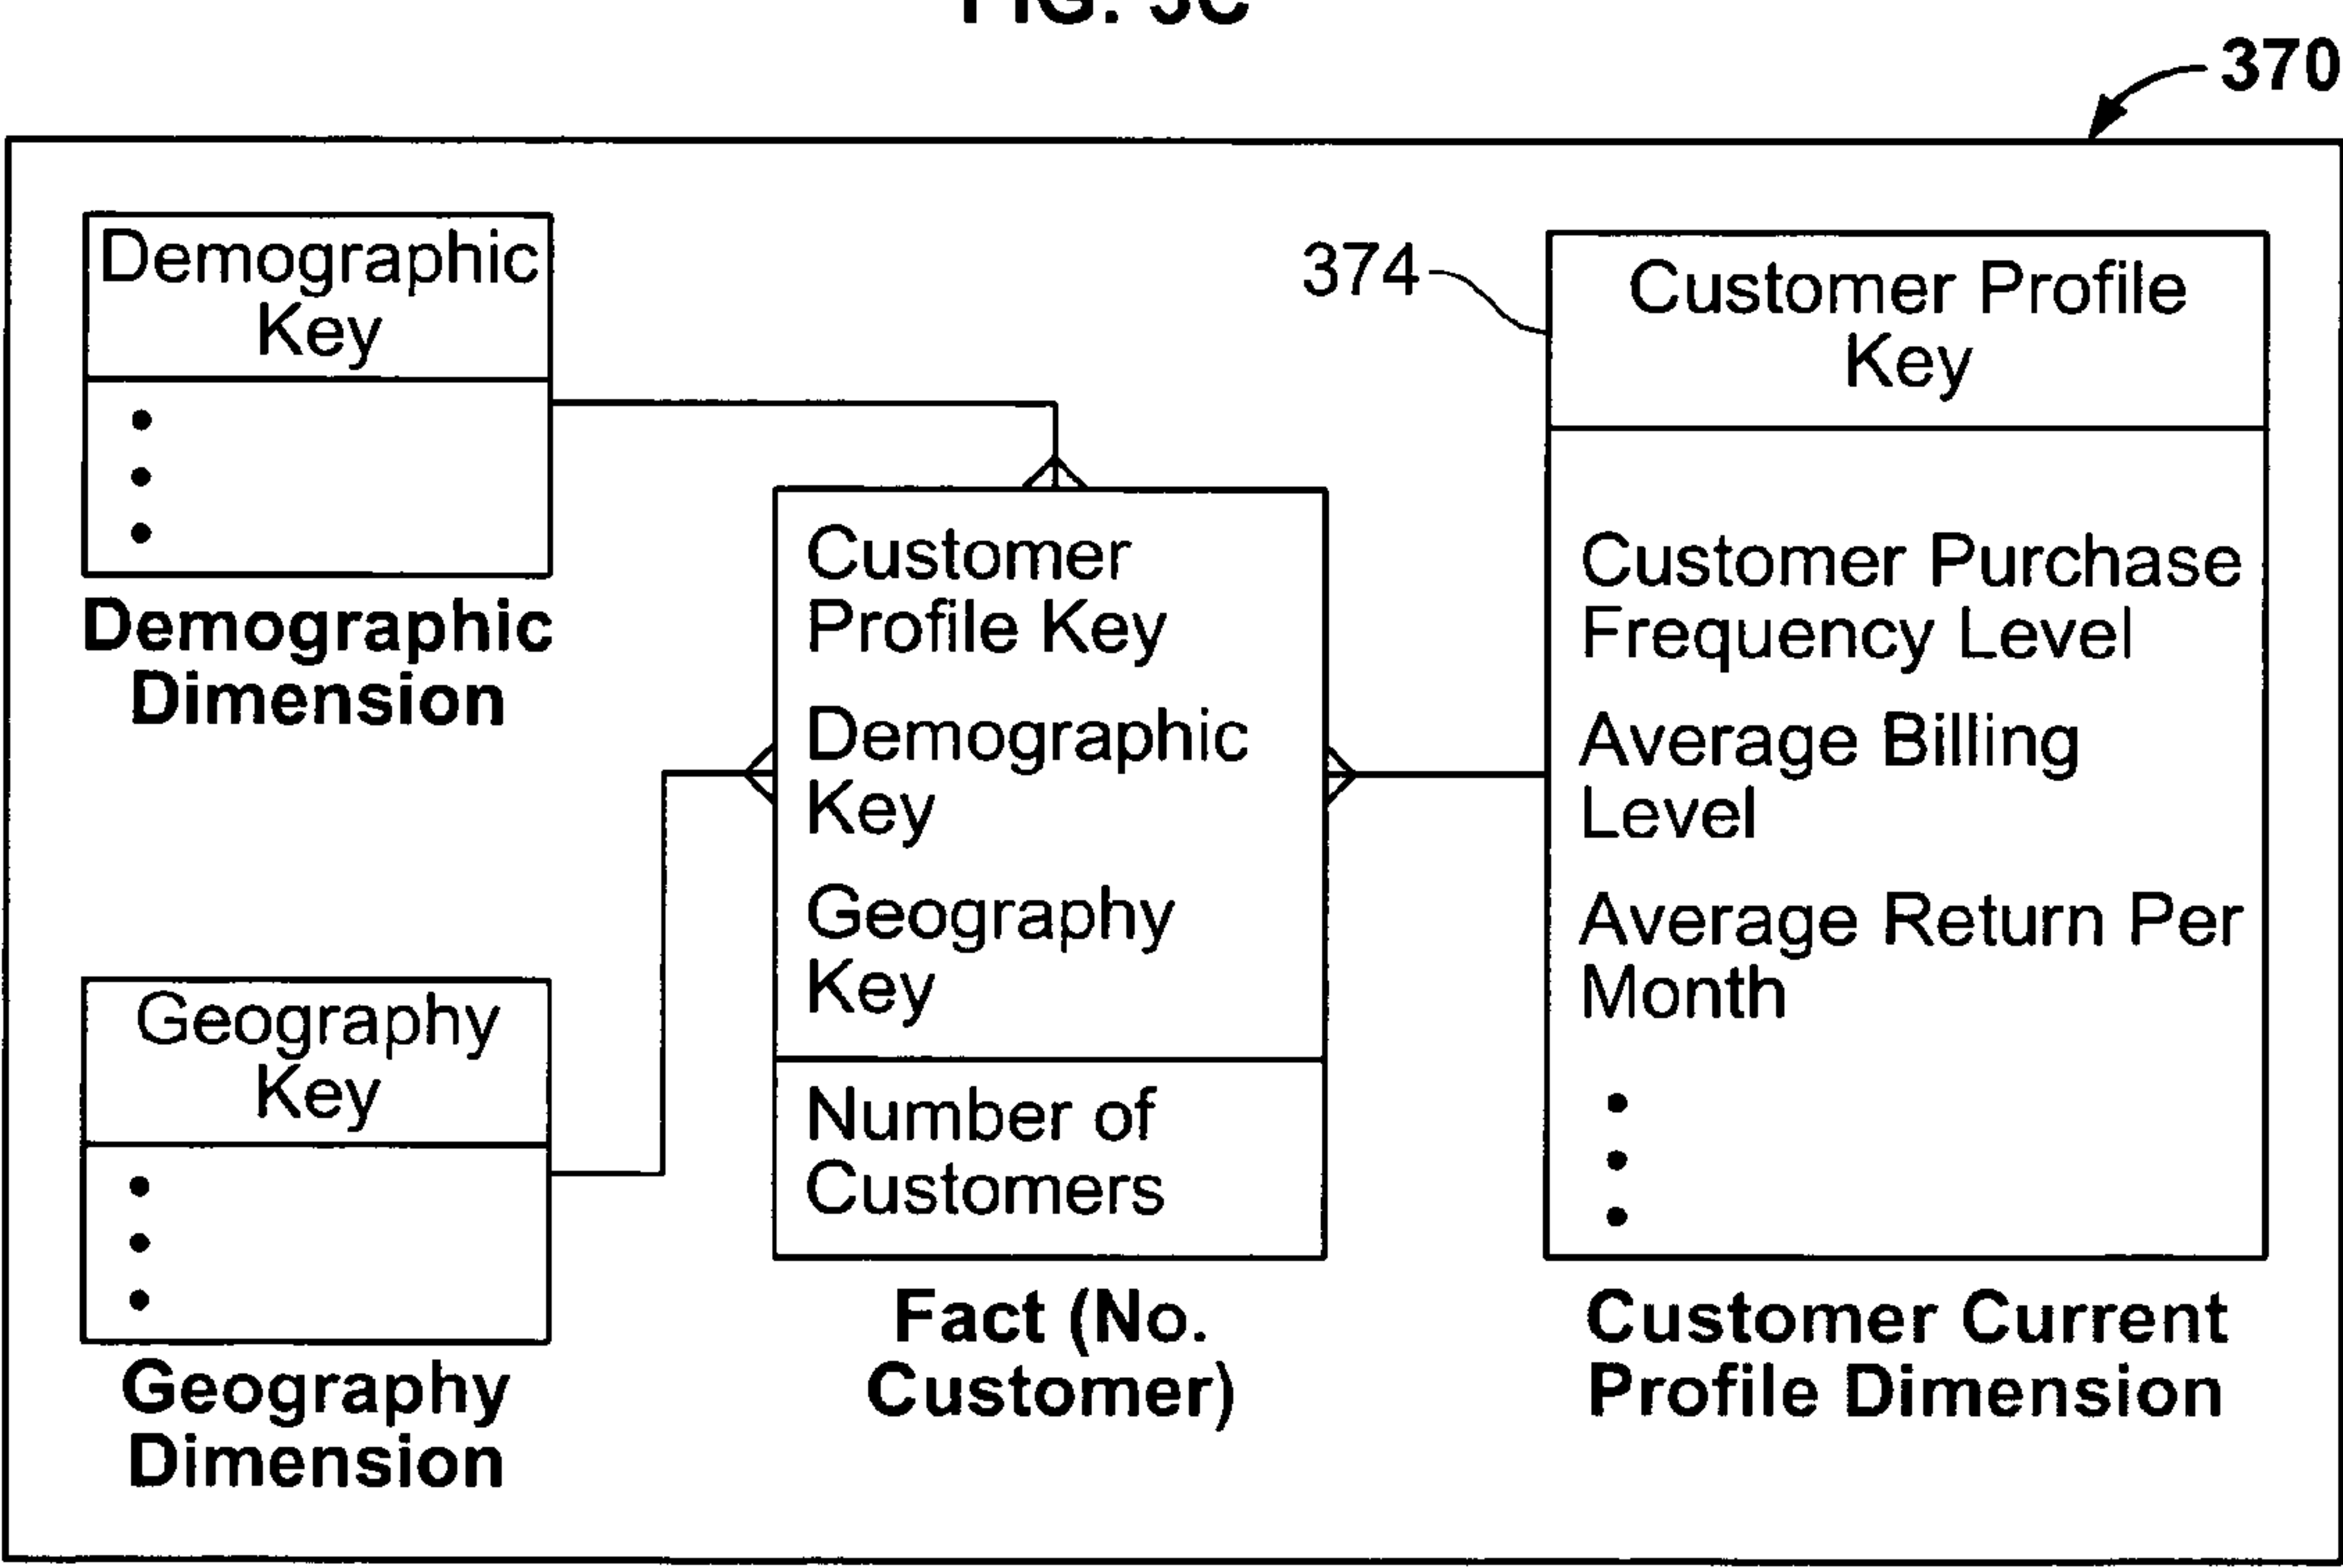 370
Demographic
Key
Demographic
Dimension
Geography
Key
Geography
Dimension
Customer
Profile Key
Demographic
Key
Geography
Key
Number of
Customers
Fact (No.
Customer)
374
Customer Profile
Key
Customer Purchase
Frequency Level
Average Billing
Level
Average Return Per
Month
Customer Current
Profile Dimension